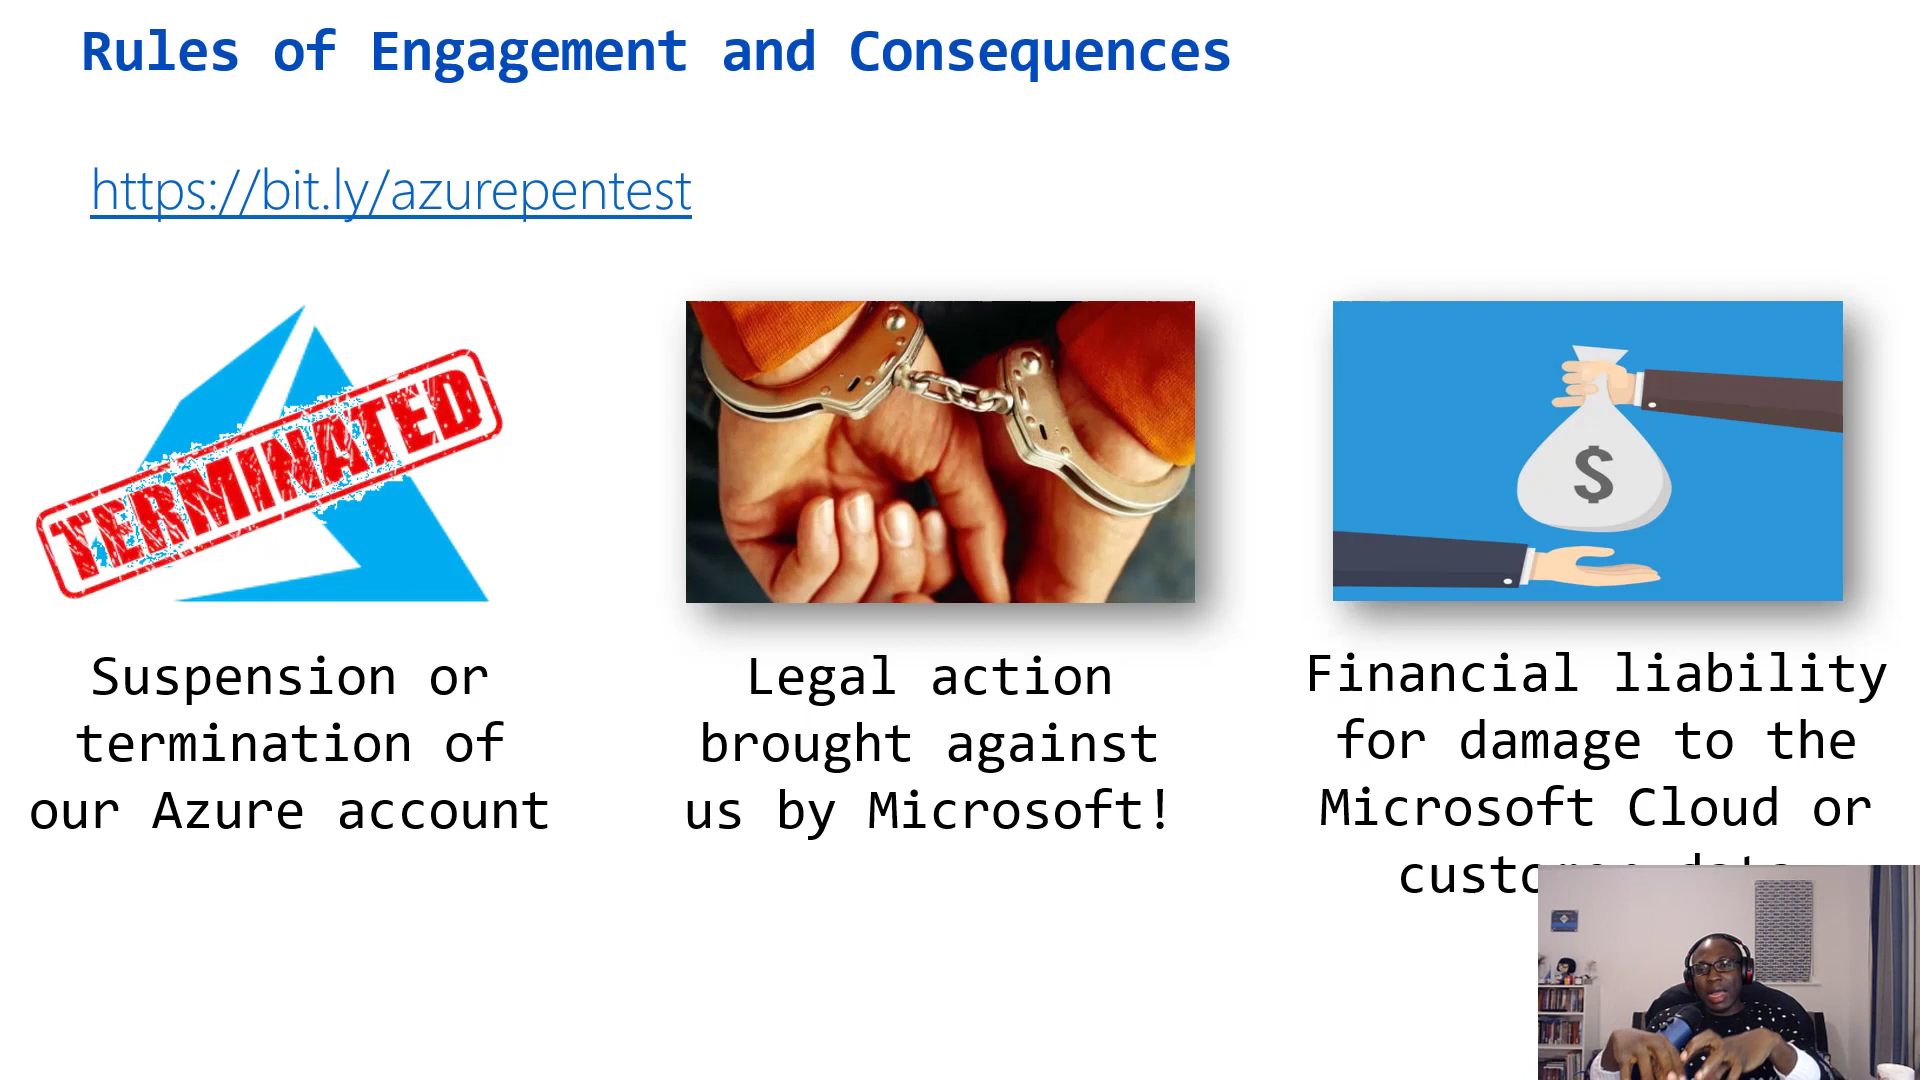 Rules of Engagement and Consequences
https://bit.ly/azurepentest
TERMINATED
$
Suspension or
termination of
our Azure account
Legal action
brought against
us by Microsoft!
Financial liability
for damage to the
Microsoft Cloud or